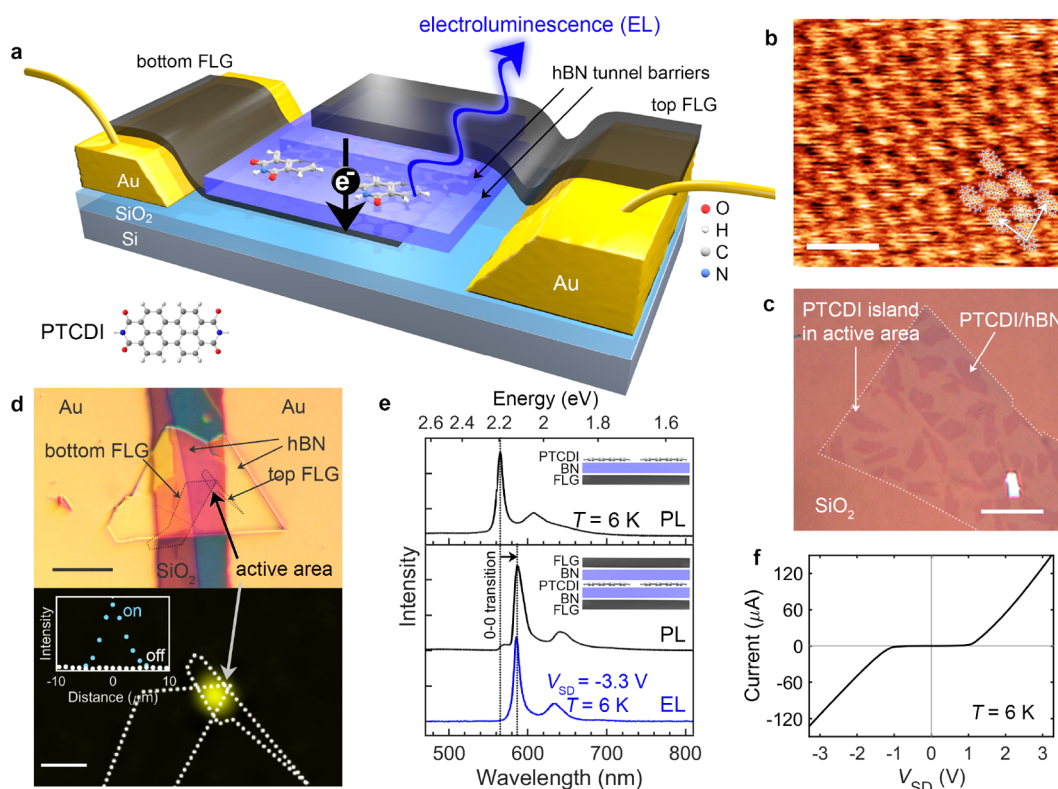 a
electroluminescence (EL)
bottom FLG
hBN tunnel barriers
top FLG
Au
SiO2
Si
e-
Au
O
H
C
N
PTCDI
b
c
PTCDI island
in active area
PTCDI/hBN
SiO2
d
Au
Au
bottom FLG
hBN
top FLG
SiO2
active area
Intensity
on
off
-10
0
10
Distance (μm)
e
Energy (eV)
2.6
2.4
2.2
2
1.8
1.6
PTCDI
BN
FLG
T = 6 K
PL
0-0 transition
FLG
BN
PTCDI
BN
FLG
PL
VSD = -3.3 V
T = 6 K
EL
Intensity
500
600
700
800
Wavelength (nm)
f
Current (μA)
120
60
0
-60
-120
T = 6 K
-3
-2
-1
0
1
2
3
VSD (V)